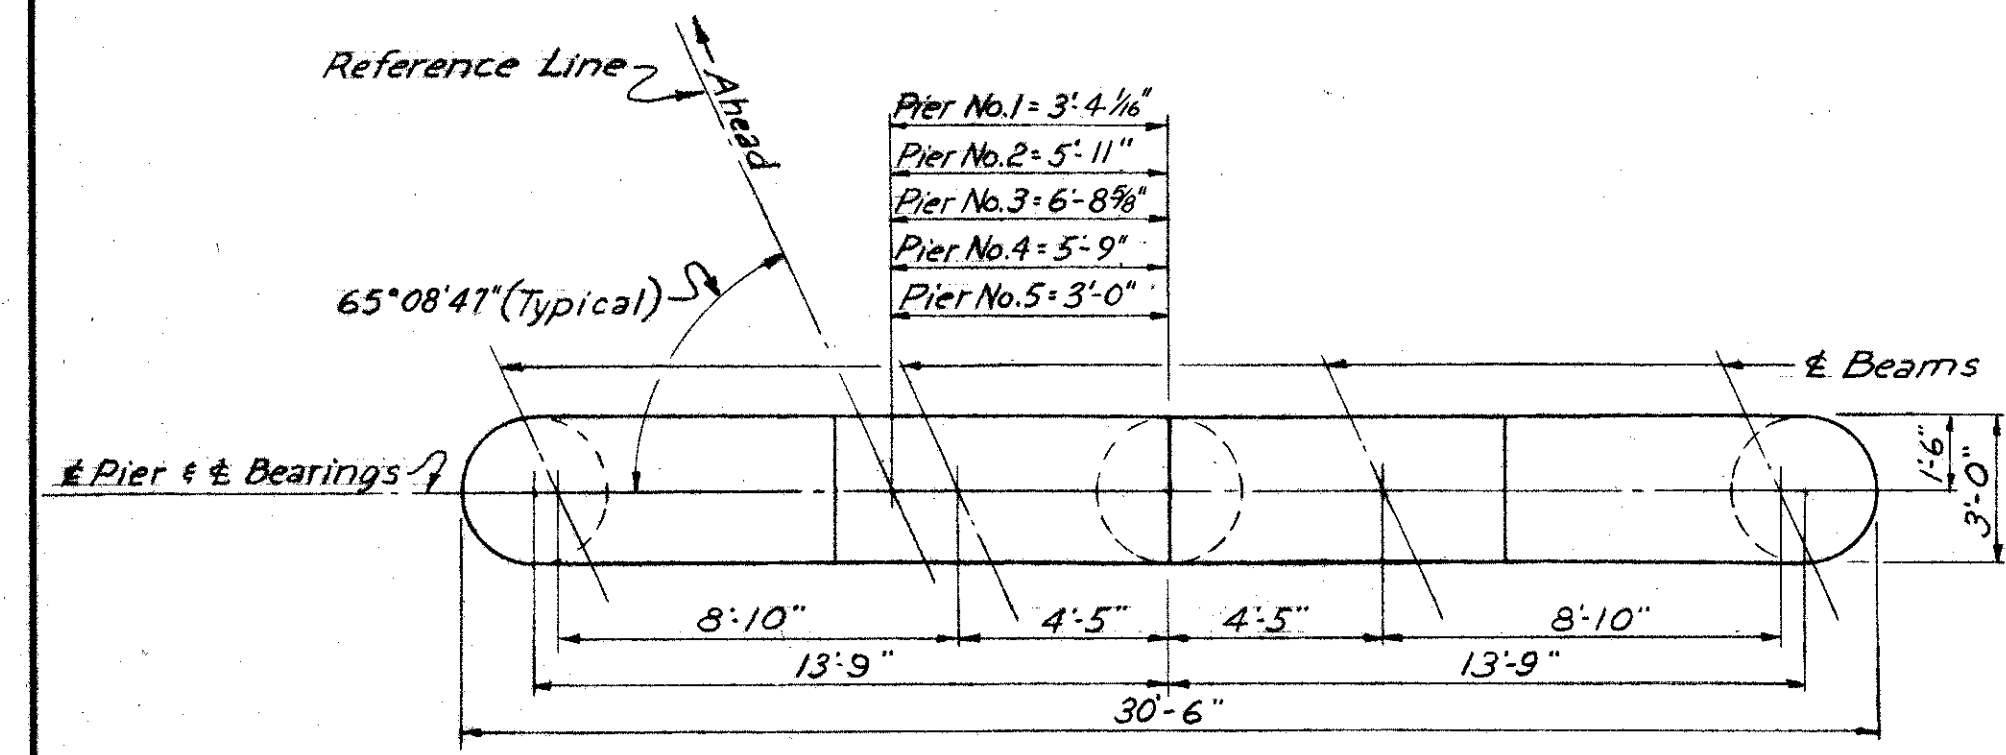 Reference Line
Ahead
Pier No.1 = 3'-4 1/16"
Pier No.2 = 5'-11"
Pier No.3 = 6'-8 5/8"
Pier No.4 = 5'-9"
Pier No.5 = 3'-0"
65°08'47" (Typical)
℄ Beams
℄ Pier & ℄ Bearings
1'-6"
3'-0"
8'-10"
4'-5"
4'-5"
8'-10"
13'-9"
13'-9"
30'-6"